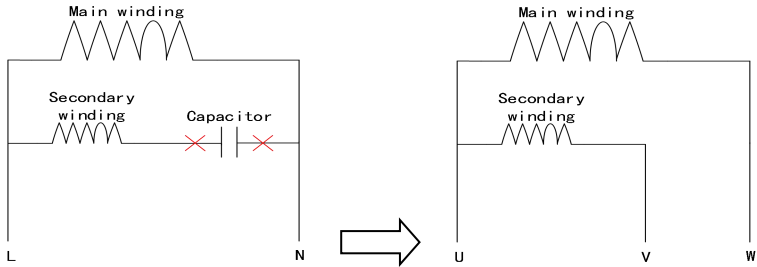 Main winding
Secondary
winding
Capacitor
L
N
Main winding
Secondary
winding
U
V
W